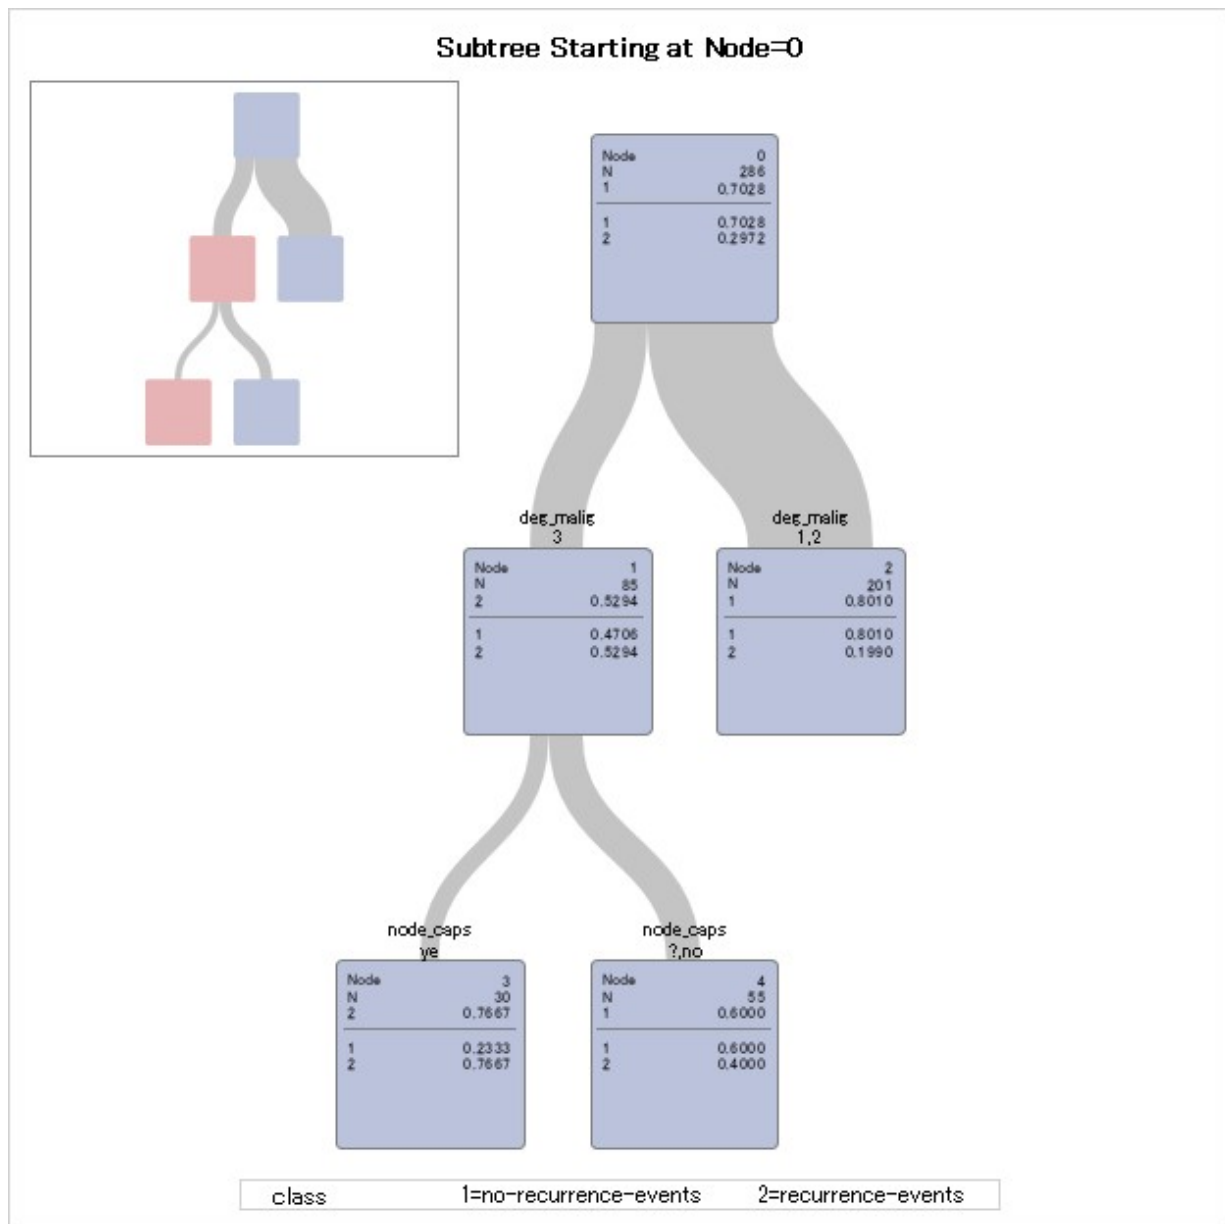 Subtree Starting at Node=0
Node 0
N 286
1 0.7028
1 0.7028
2 0.2972
deg_malig
3
deg_malig
1,2
Node 1
N 85
2 0.5294
1 0.4706
2 0.5294
Node 2
N 201
1 0.8010
1 0.8010
2 0.1990
node_caps
ye
node_caps
?,no
Node 3
N 30
2 0.7667
1 0.2333
2 0.7667
Node 4
N 55
1 0.6000
1 0.6000
2 0.4000
class 1=no-recurrence-events 2=recurrence-events